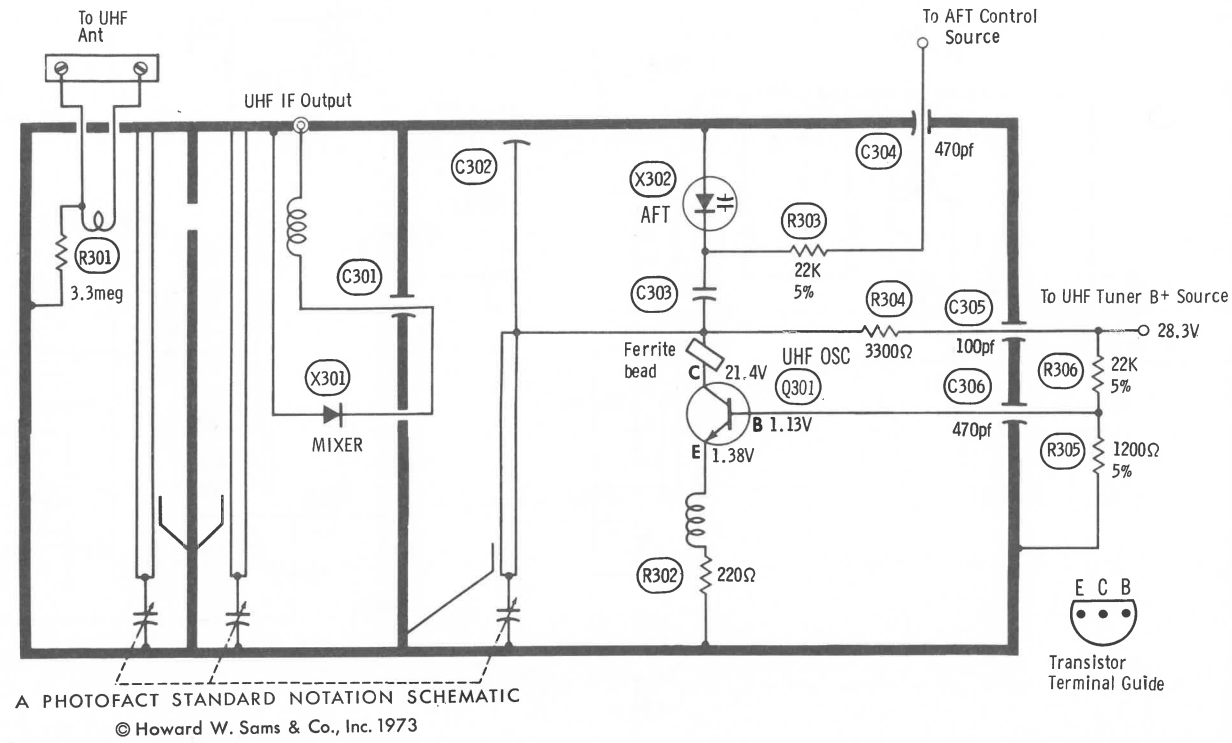 To UHF
Ant
To AFT Control
Source
UHF IF Output
C302
C304
470pf
X302
AFT
R303
22K
5%
R301
3.3meg
C301
C303
R304
3300Ω
C305
100pf
To UHF Tuner B+ Source
28.3V
Ferrite
bead
UHF OSC
C
21.4V
Q301
C306
470pf
R306
22K
5%
X301
MIXER
B 1.13V
E 1.38V
R305
1200Ω
5%
R302
220Ω
E C B
Transistor
Terminal Guide
A PHOTOFACT STANDARD NOTATION SCHEMATIC
© Howard W. Sams & Co., Inc. 1973